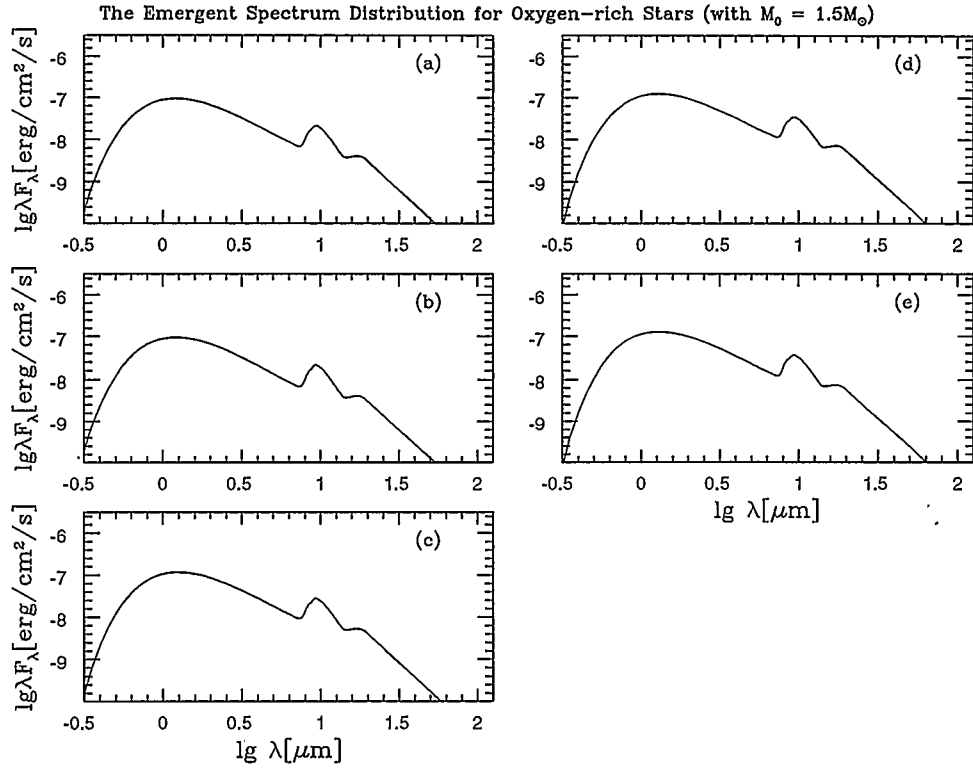 The Emergent Spectrum Distribution for Oxygen-rich Stars (with M₀ = 1.5M☉)
lgλF_λ[erg/cm²/s]
-6
-7
-8
-9
(a)
-0.5 0 0.5 1 1.5 2
lgλF_λ[erg/cm²/s]
-6
-7
-8
-9
(b)
-0.5 0 0.5 1 1.5 2
lgλF_λ[erg/cm²/s]
-6
-7
-8
-9
(c)
-0.5 0 0.5 1 1.5 2
lg λ[μm]
-6
-7
-8
-9
(d)
-0.5 0 0.5 1 1.5 2
-6
-7
-8
-9
(e)
-0.5 0 0.5 1 1.5 2
lg λ[μm]